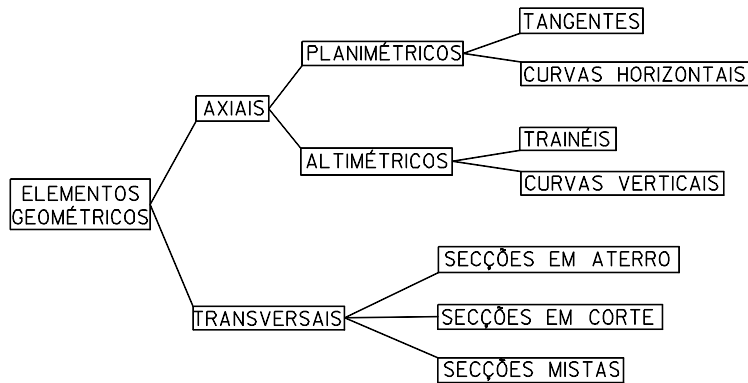 TANGENTES
PLANIMÉTRICOS
CURVAS HORIZONTAIS
AXIAIS
TRAINÉIS
ALTIMÉTRICOS
CURVAS VERTICAIS
ELEMENTOS
GEOMÉTRICOS
SECÇÕES EM ATERRO
TRANSVERSAIS
SECÇÕES EM CORTE
SECÇÕES MISTAS